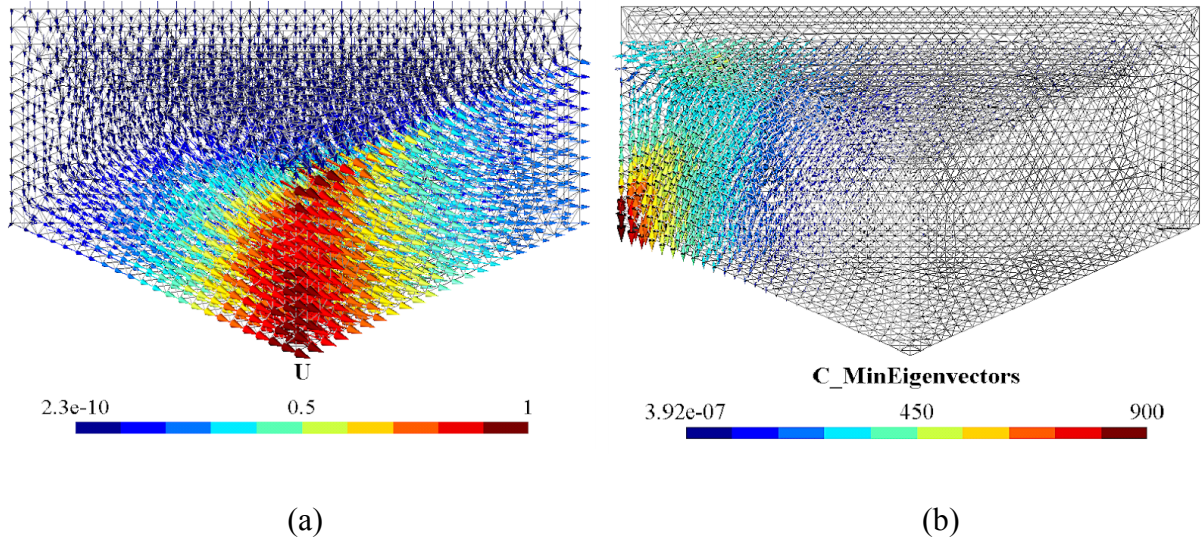 U
2.3e-10 0.5 1
(a)
C_MinEigenvectors
3.92e-07 450 900
(b)